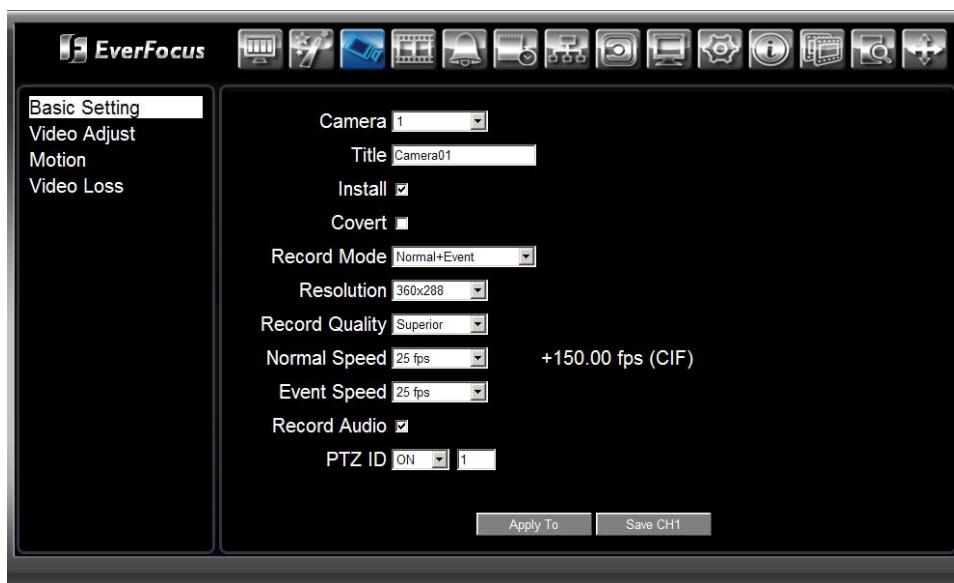 EverFocus
Basic Setting
Video Adjust
Motion
Video Loss
Camera 1
Title Camera01
Install
Covert
Record Mode Normal+Event
Resolution 360x288
Record Quality Superior
Normal Speed 25 fps +150.00 fps (CIF)
Event Speed 25 fps
Record Audio
PTZ ID ON 1
Apply To Save CH1